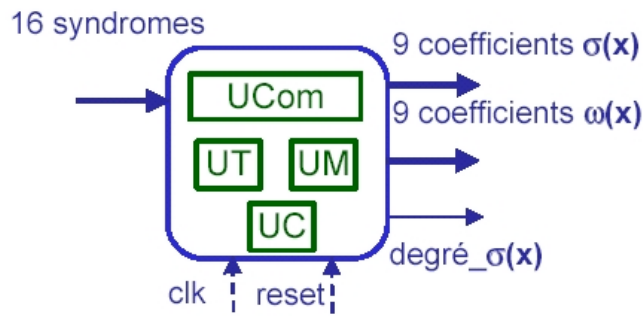 16 syndromes
9 coefficients σ(x)
UCom
9 coefficients ω(x)
UT
UM
UC
degré_σ(x)
clk
reset